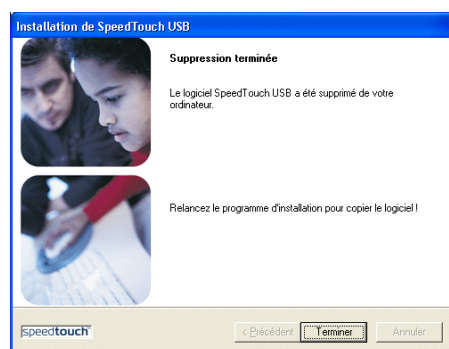 Installation de SpeedTouch USB
Suppression terminée
Le logiciel SpeedTouch USB a été supprimé de votre
ordinateur.
Relancez le programme d'installation pour copier le logiciel !
speedtouch™
< Précédent
Terminer
Annuler